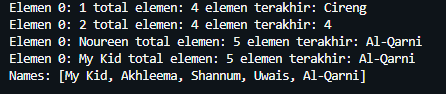 Elemen 0: 1 total elemen: 4 elemen terakhir: Cireng
Elemen 0: 2 total elemen: 4 elemen terakhir: 4
Elemen 0: Noureen total elemen: 5 elemen terakhir: Al-Qarni
Elemen 0: My Kid total elemen: 5 elemen terakhir: Al-Qarni
Names: [My Kid, Akhleema, Shannum, Uwais, Al-Qarni]